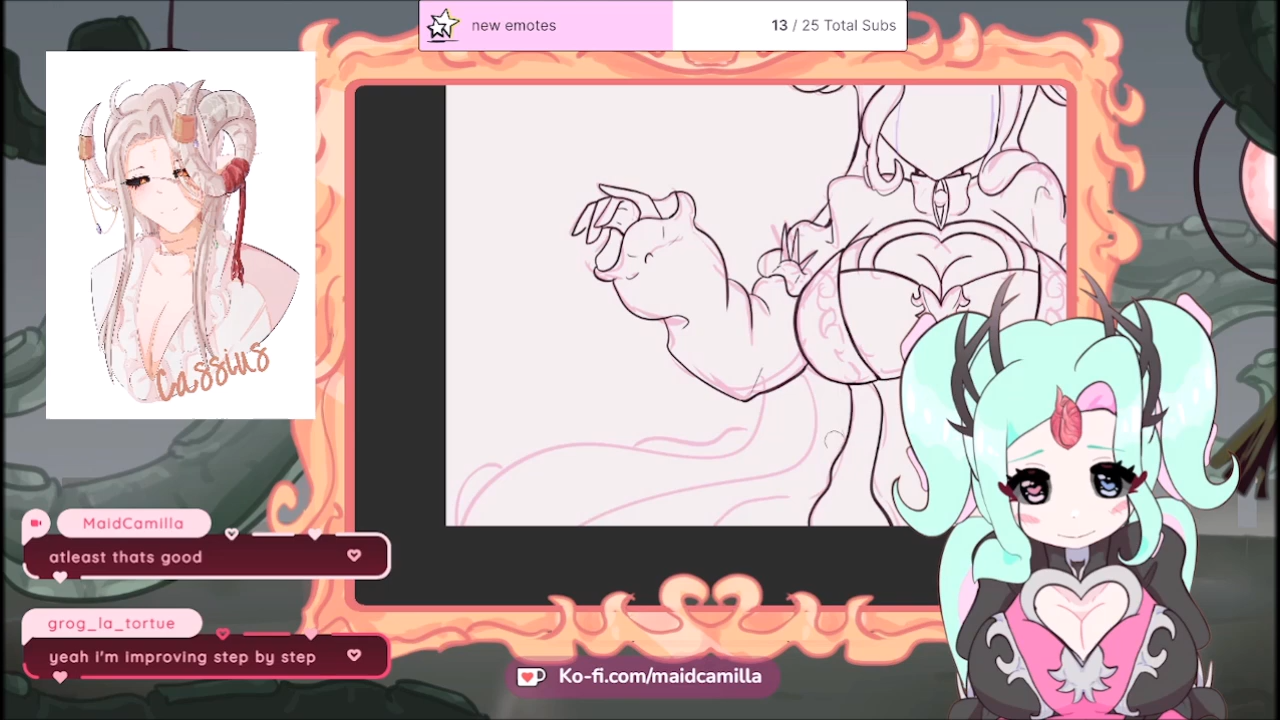 new emotes
13 / 25 Total Subs
Cassius
MaidCamilla
atleast thats good
grog_la_tortue
yeah I'm improving step by step
Ko-fi.com/maidcamilla